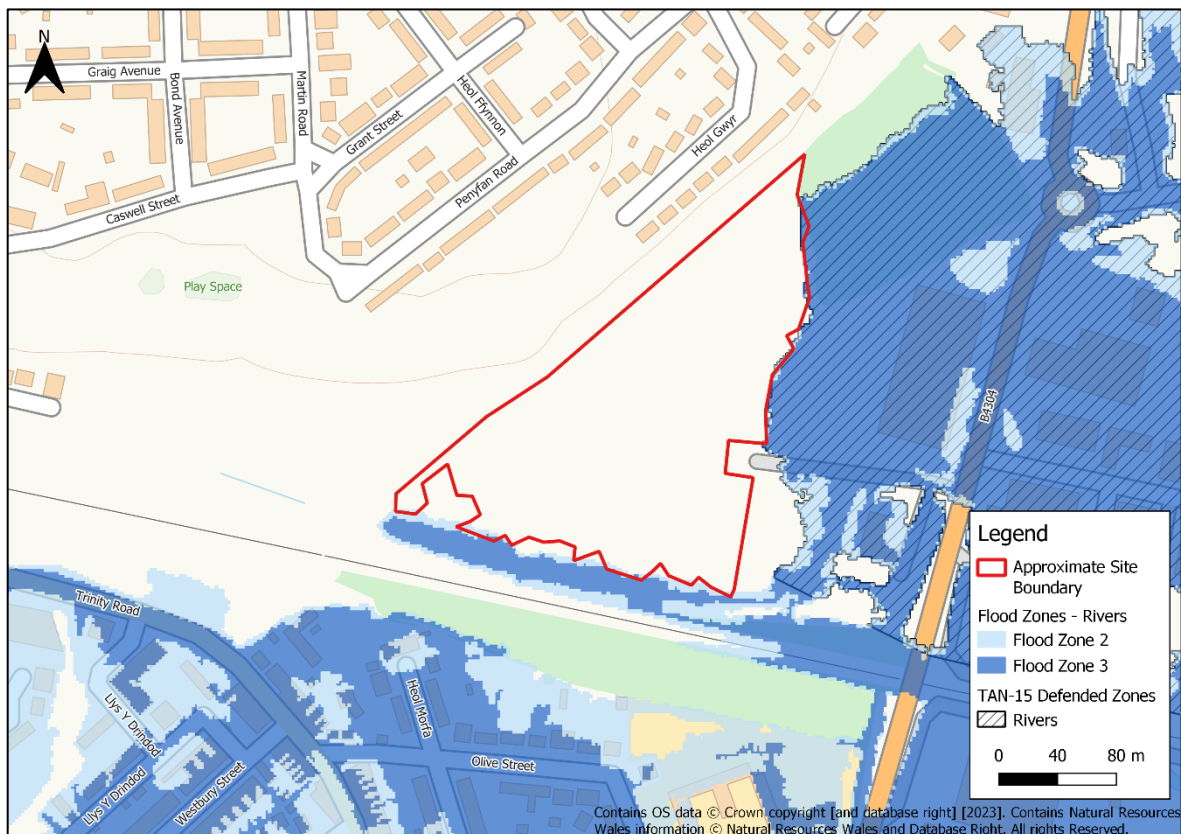 N
Graig Avenue
Bond Avenue
Martin Road
Grant Street
Heol Ffynnon
Heol Gwyr
Penyfan Road
Caswell Street
Play Space
B4304
Trinity Road
Llys Y Drindod
Llys Y Drindod
Westbury Street
Heol Morfa
Olive Street
Legend
Approximate Site
Boundary
Flood Zones - Rivers
Flood Zone 2
Flood Zone 3
TAN-15 Defended Zones
Rivers
0 40 80 m
Contains OS data © Crown copyright [and database right] [2023]. Contains Natural Resources
Wales information © Natural Resources Wales and Database Right. All rights Reserved.